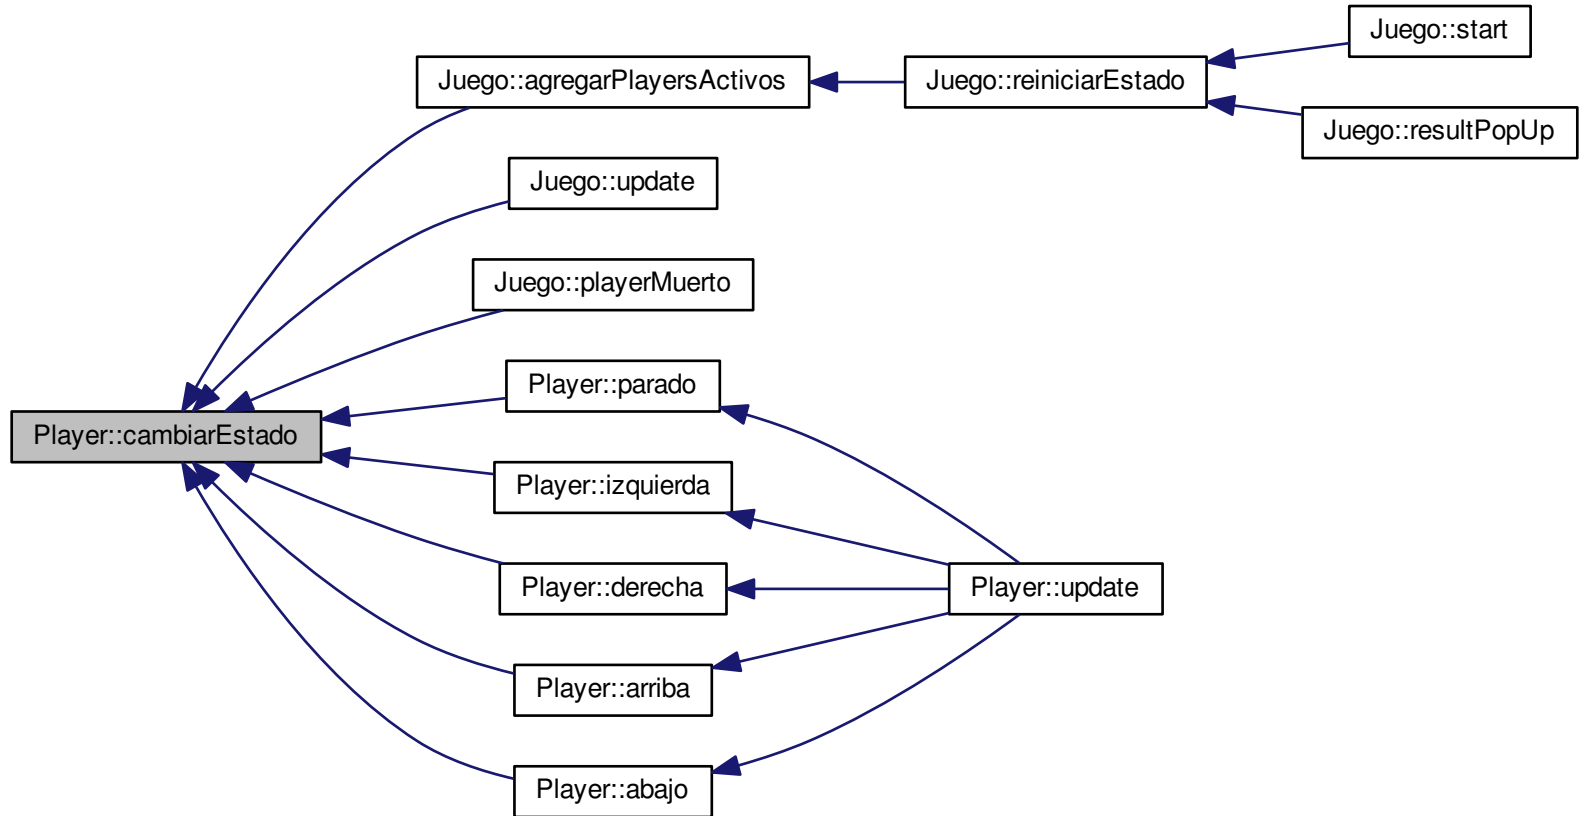 Juego::start
Juego::agregarPlayersActivos
Juego::reiniciarEstado
Juego::resultPopUp
Juego::update
Juego::playerMuerto
Player::parado
Player::cambiarEstado
Player::izquierda
Player::derecha
Player::update
Player::arriba
Player::abajo